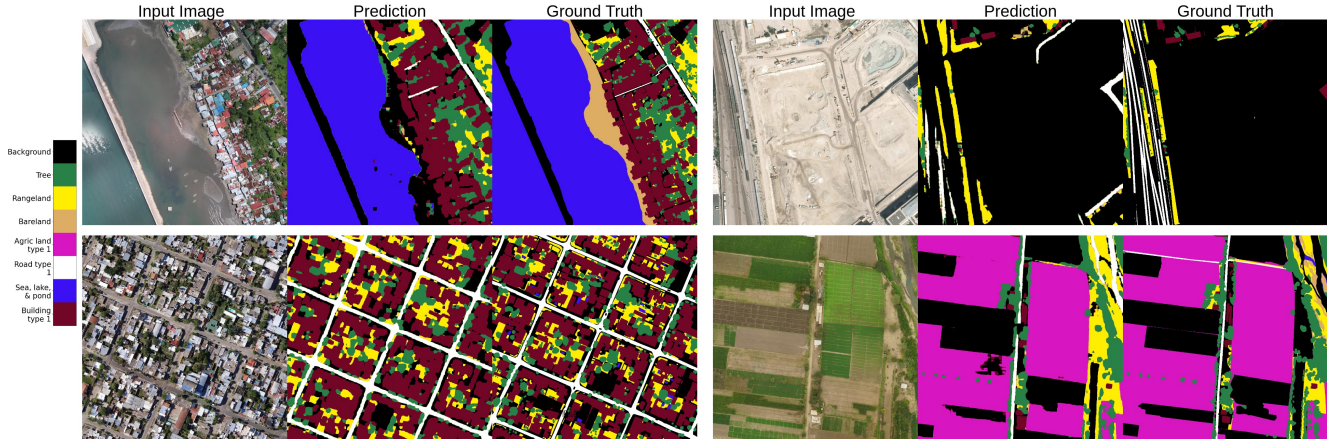 Input Image Prediction Ground Truth Input Image Prediction Ground Truth
Background
Tree
Rangeland
Bareland
Agric land
type 1
Road type
1
Sea, lake,
& pond
Building
type 1